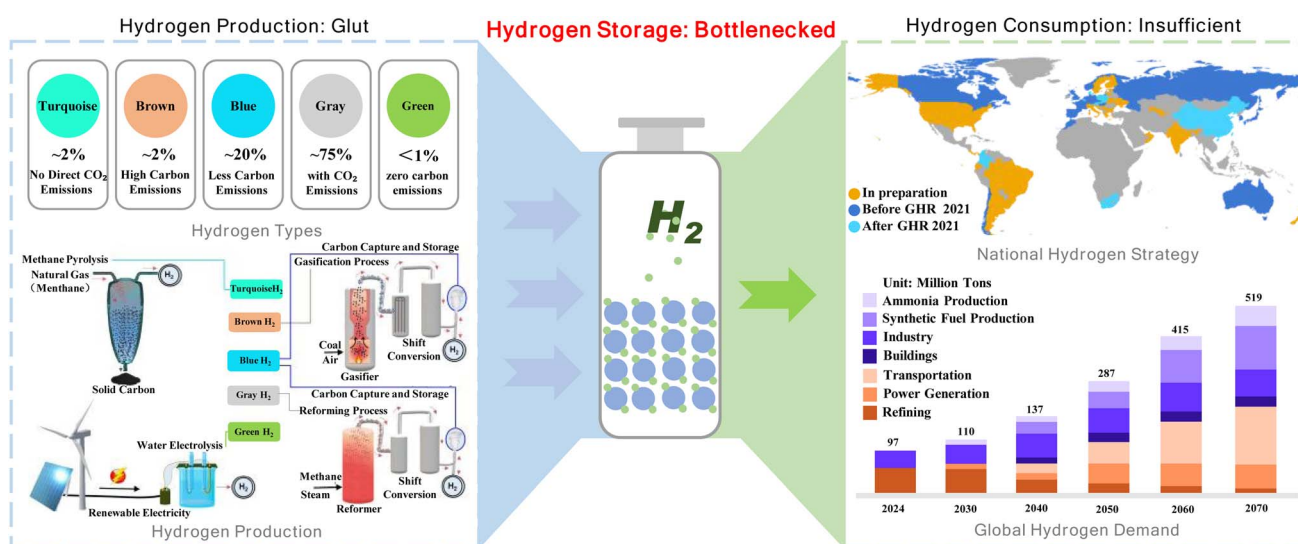 Hydrogen Production: Glut
Hydrogen Storage: Bottlenecked
Hydrogen Consumption: Insufficient
Turquoise
Brown
Blue
Gray
Green
~2%
~2%
~20%
~75%
<1%
No Direct CO₂
Emissions
High Carbon
Emissions
Less Carbon
Emissions
with CO₂
Emissions
zero carbon
emissions
Hydrogen Types
Methane Pyrolysis
Natural Gas
(Menthane)
H₂
Solid Carbon
TurquoiseH₂
Brown H₂
Blue H₂
Gray H₂
Green H₂
Carbon Capture and Storage
Gasification Process
Coal
Air
Gasifier
Shift
Conversion
H₂
Carbon Capture and Storage
Reforming Process
Methane
Steam
Reformer
Shift
Conversion
H₂
Water Electrolysis
H₂
Renewable Electricity
Hydrogen Production
H₂
In preparation
Before GHR 2021
After GHR 2021
National Hydrogen Strategy
Unit: Million Tons
Ammonia Production
Synthetic Fuel Production
Industry
Buildings
Transportation
Power Generation
Refining
97
110
137
287
415
519
2024
2030
2040
2050
2060
2070
Global Hydrogen Demand